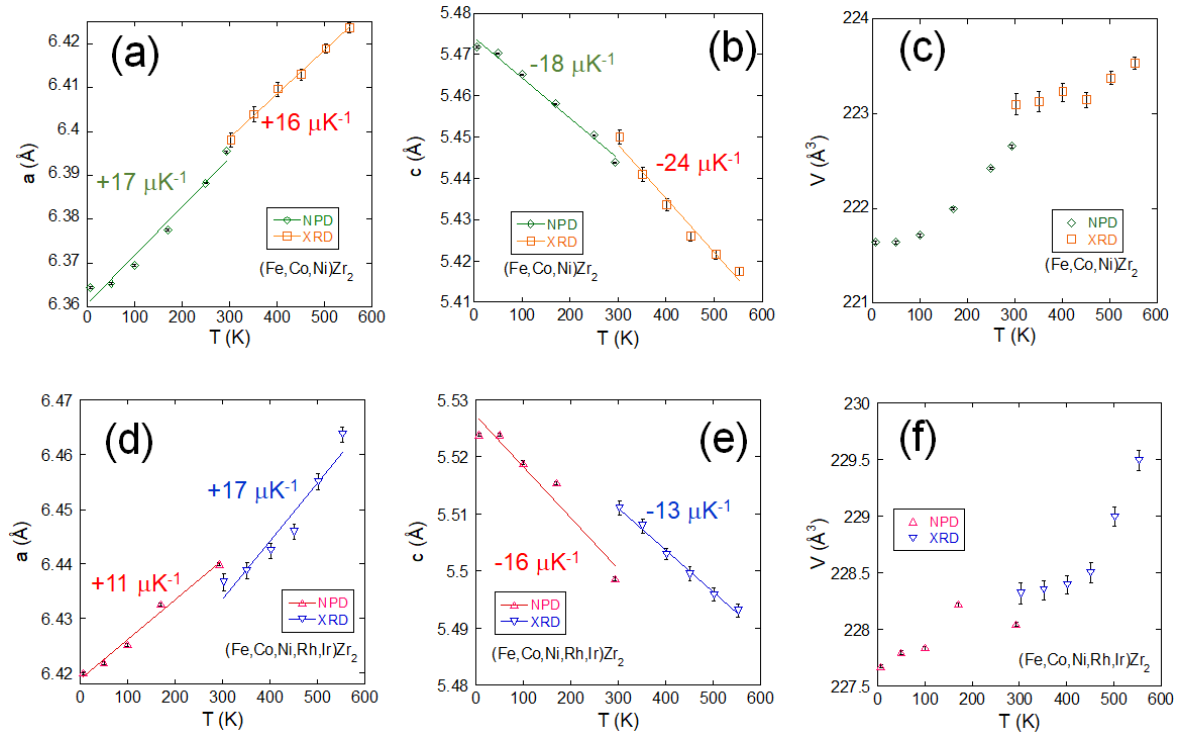 (a)
6.42
6.41
6.4
6.39
6.38
6.37
6.36
a (Å)
+17 μK⁻¹
+16 μK⁻¹
NPD
XRD
(Fe,Co,Ni)Zr₂
0 100 200 300 400 500 600
T (K)
(b)
5.48
5.47
5.46
5.45
5.44
5.43
5.42
5.41
c (Å)
-18 μK⁻¹
-24 μK⁻¹
NPD
XRD
(Fe,Co,Ni)Zr₂
0 100 200 300 400 500 600
T (K)
(c)
224
223
222
221
V (Å³)
NPD
XRD
(Fe,Co,Ni)Zr₂
0 100 200 300 400 500 600
T (K)
(d)
6.47
6.46
6.45
6.44
6.43
6.42
a (Å)
+17 μK⁻¹
+11 μK⁻¹
NPD
XRD
(Fe,Co,Ni,Rh,Ir)Zr₂
0 100 200 300 400 500 600
T (K)
(e)
5.53
5.52
5.51
5.5
5.49
5.48
c (Å)
-13 μK⁻¹
-16 μK⁻¹
NPD
XRD
(Fe,Co,Ni,Rh,Ir)Zr₂
0 100 200 300 400 500 600
T (K)
(f)
230
229.5
229
228.5
228
227.5
V (Å³)
NPD
XRD
(Fe,Co,Ni,Rh,Ir)Zr₂
0 100 200 300 400 500 600
T (K)